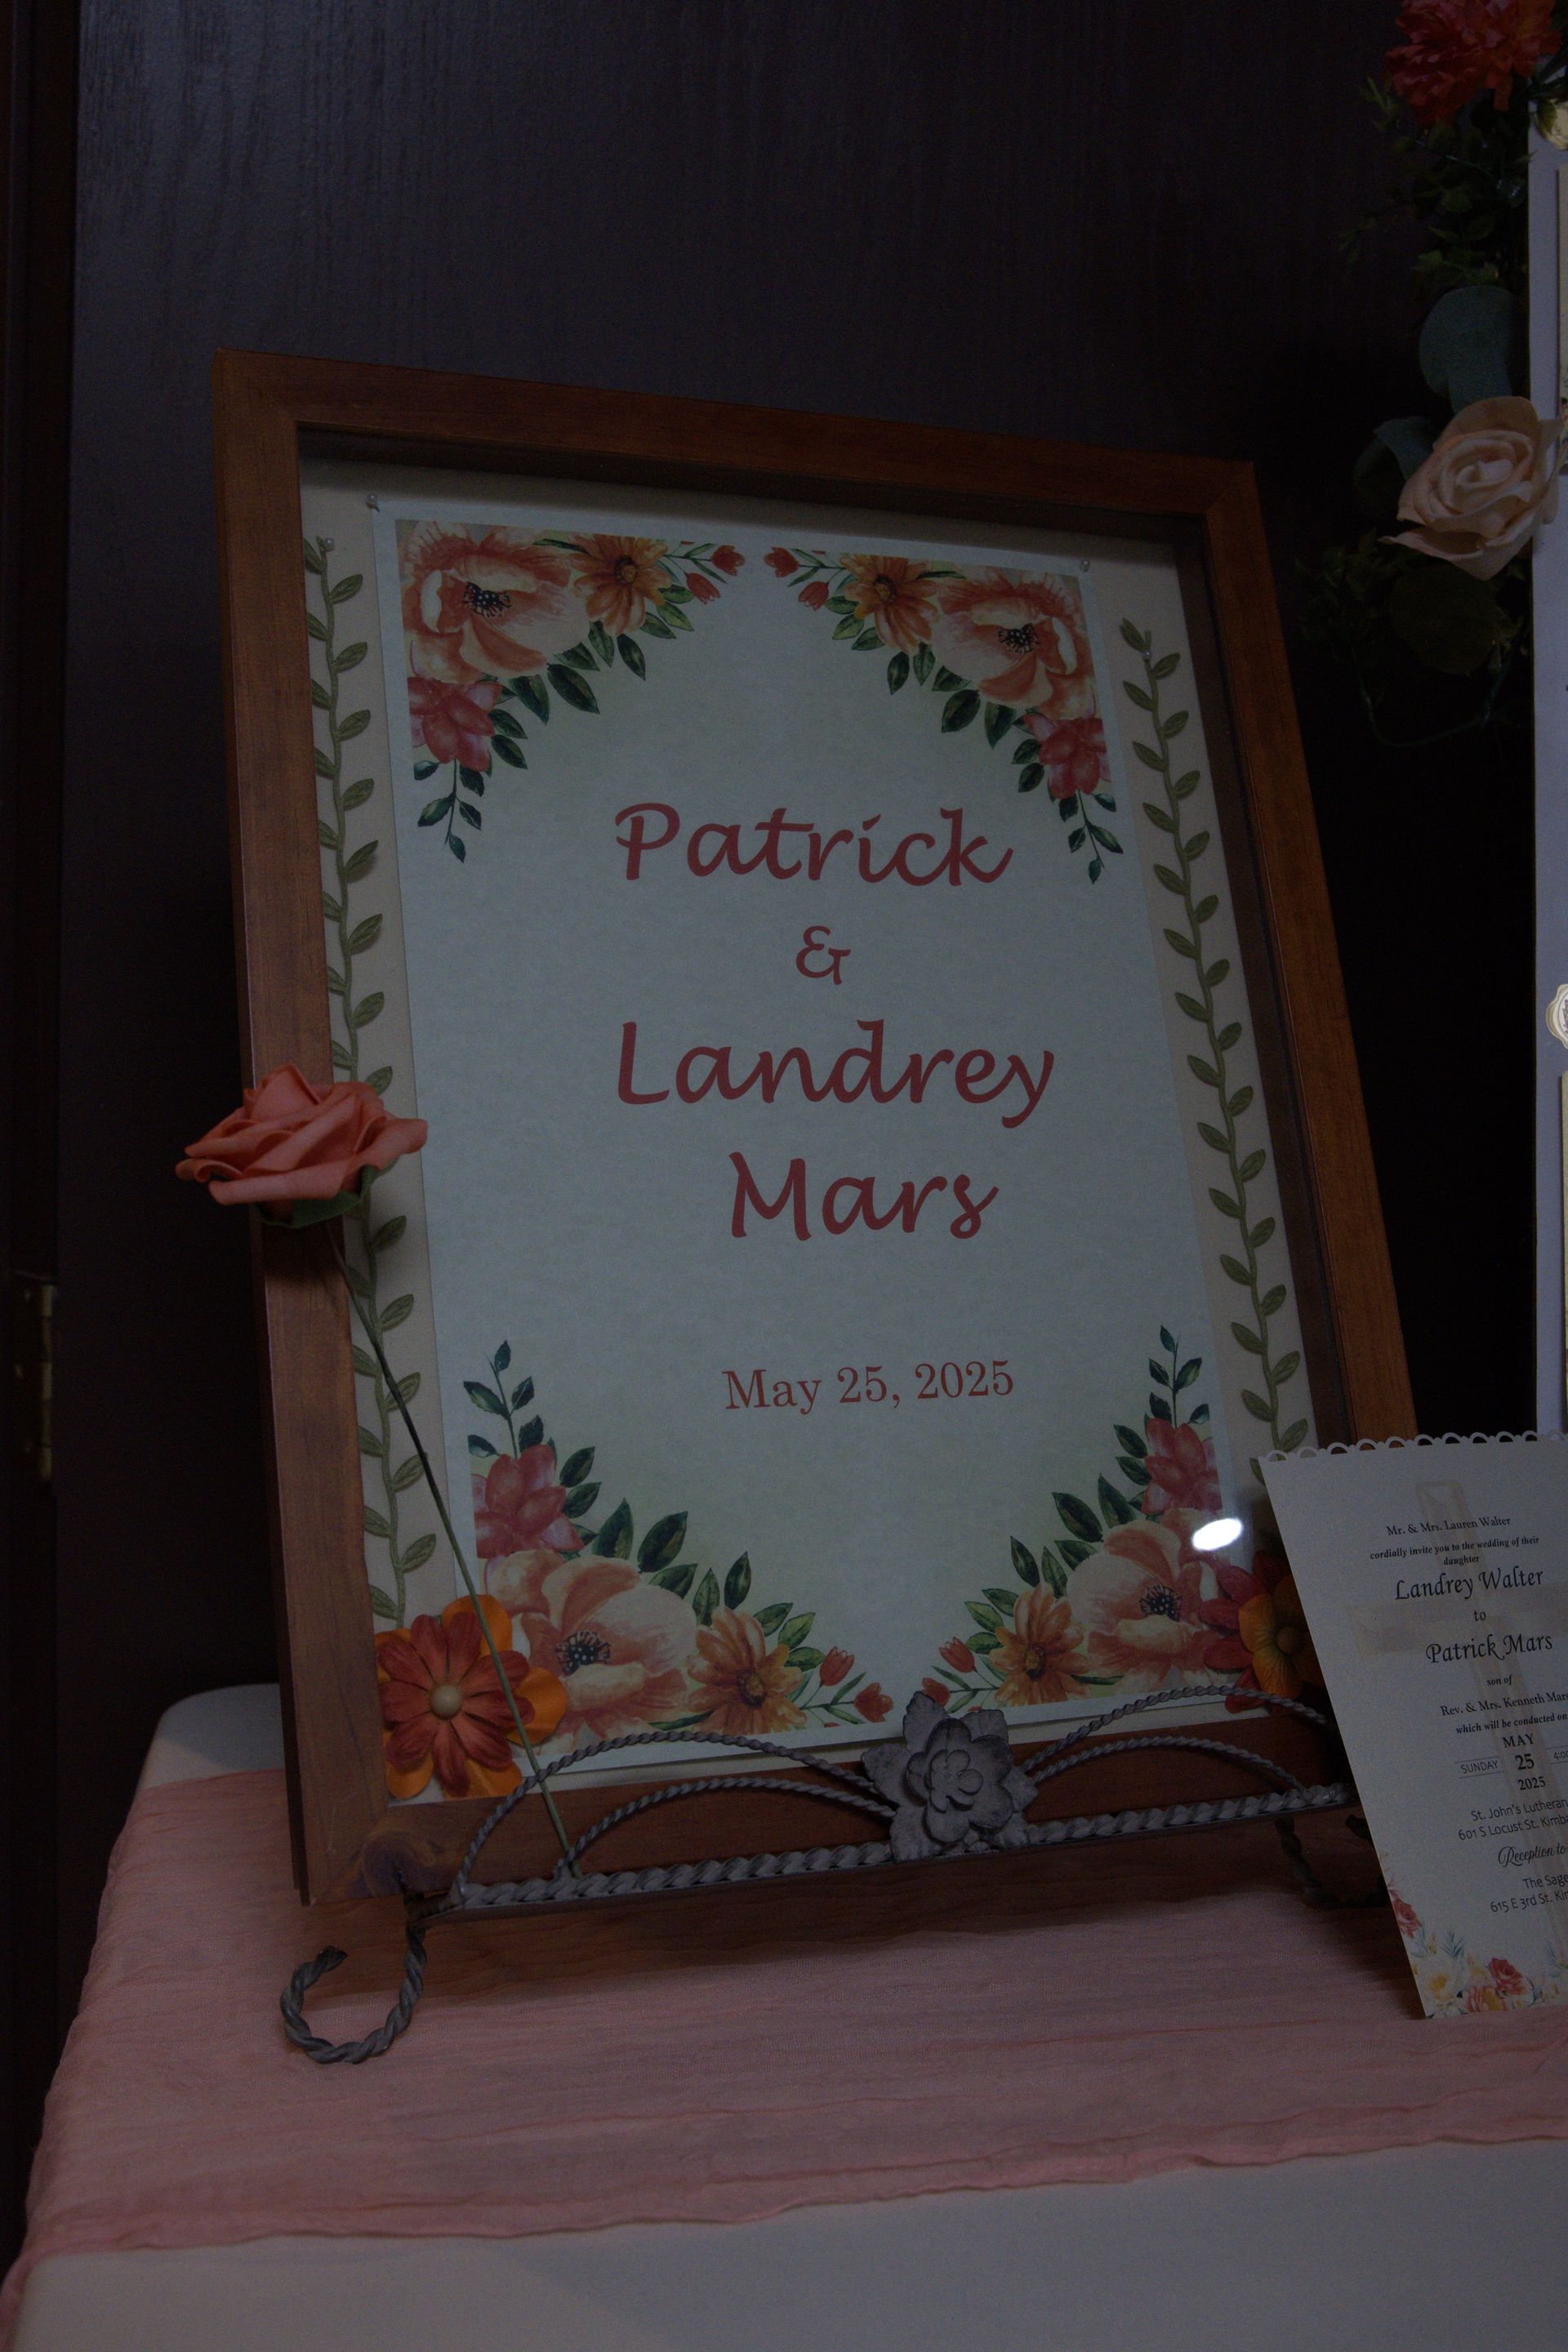 Patrick
&
Landrey
Mars
May 25, 2025
Mr. & Mrs. Lauren Walter
cordially invite you to the wedding of their
daughter
Landrey Walter
to
Patrick Mars
son of
Rev. & Mrs. Kenneth
which will be conducted on
MAY
SUNDAY 25
2025
St. John's Lutheran
601 S Locust St.
Reception to
The Sage
615 E 3rd St.